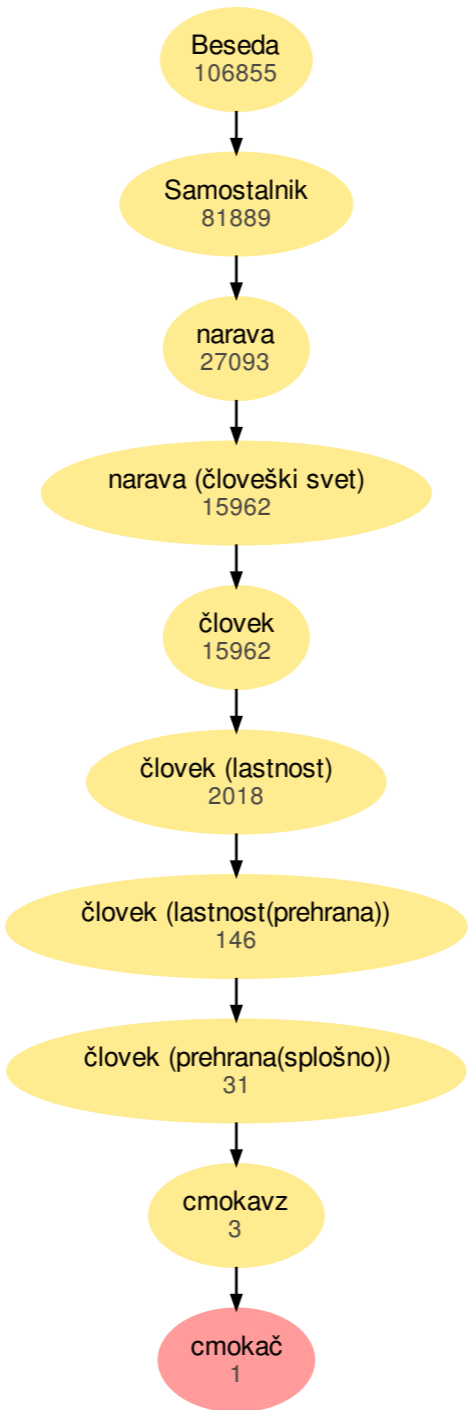 Beseda
106855
Samostalnik
81889
narava
27093
narava (človeški svet)
15962
človek
15962
človek (lastnost)
2018
človek (lastnost(prehrana))
146
človek (prehrana(splošno))
31
cmokavz
3
cmokač
1